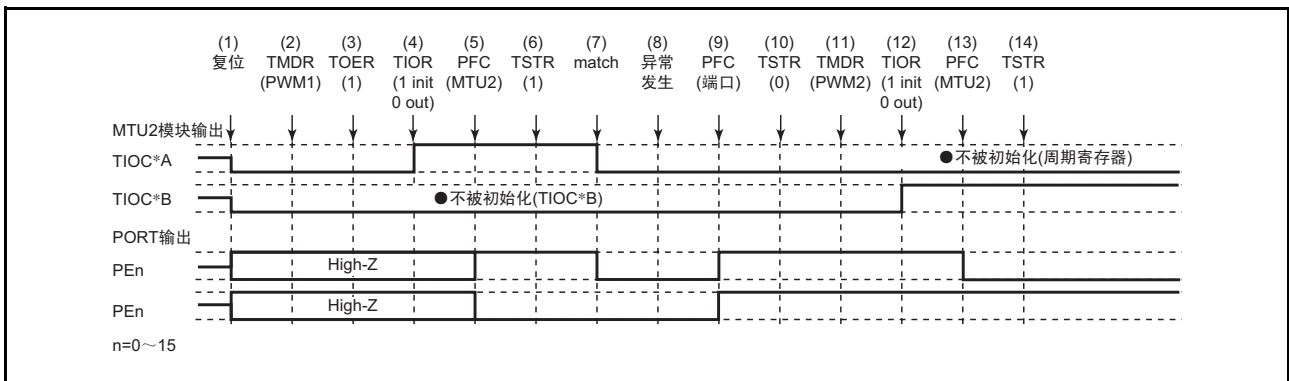 (1) (2) (3) (4) (5) (6) (7) (8) (9) (10) (11) (12) (13) (14)
复位 TMDR TOER TIOR PFC TSTR match 异常 PFC TSTR TMDR TIOR PFC TSTR
(PWM1) (1) (1 init (MTU2) (1) 发生 (端口) (0) (PWM2) (1 init (MTU2) (1)
0 out) 0 out)
MTU2模块输出
TIOC*A ●不被初始化(周期寄存器)
TIOC*B ●不被初始化(TIOC*B)
PORT输出
PEn High-Z
PEn High-Z
n=0～15